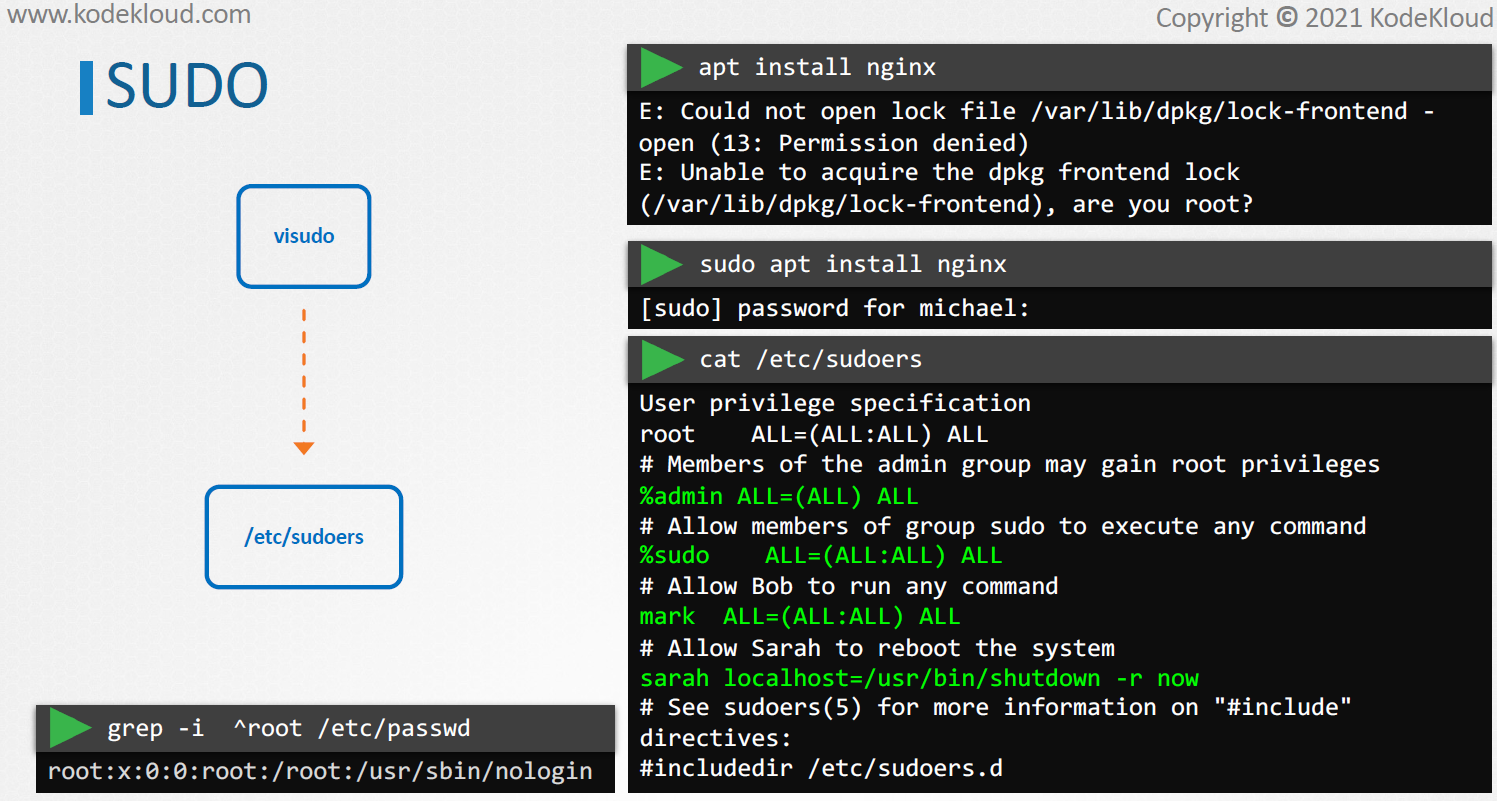 www.kodekloud.com
Copyright © 2021 KodeKloud
SUDO
visudo
/etc/sudoers
grep -i  ^root /etc/passwd
root:x:0:0:root:/root:/usr/sbin/nologin
apt install nginx
E: Could not open lock file /var/lib/dpkg/lock-frontend -
open (13: Permission denied)
E: Unable to acquire the dpkg frontend lock
(/var/lib/dpkg/lock-frontend), are you root?
sudo apt install nginx
[sudo] password for michael:
cat /etc/sudoers
User privilege specification
root    ALL=(ALL:ALL) ALL
# Members of the admin group may gain root privileges
%admin ALL=(ALL) ALL
# Allow members of group sudo to execute any command
%sudo    ALL=(ALL:ALL) ALL
# Allow Bob to run any command
mark  ALL=(ALL:ALL) ALL
# Allow Sarah to reboot the system
sarah localhost=/usr/bin/shutdown -r now
# See sudoers(5) for more information on "#include"
directives:
#includedir /etc/sudoers.d